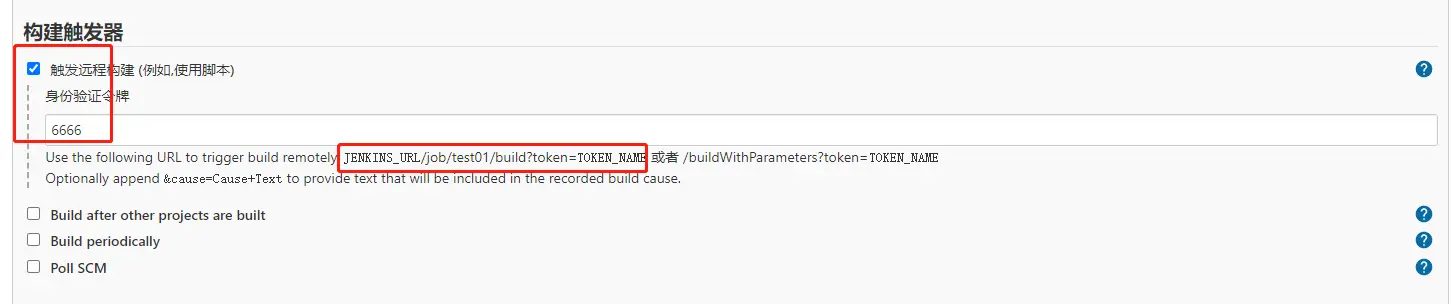 构建触发器
触发远程构建 (例如,使用脚本)
身份验证令牌
6666
Use the following URL to trigger build remotely: JENKINS_URL/job/test01/build?token=TOKEN_NAME 或者 /buildWithParameters?token=TOKEN_NAME
Optionally append &cause=Cause+Text to provide text that will be included in the recorded build cause.
Build after other projects are built
Build periodically
Poll SCM